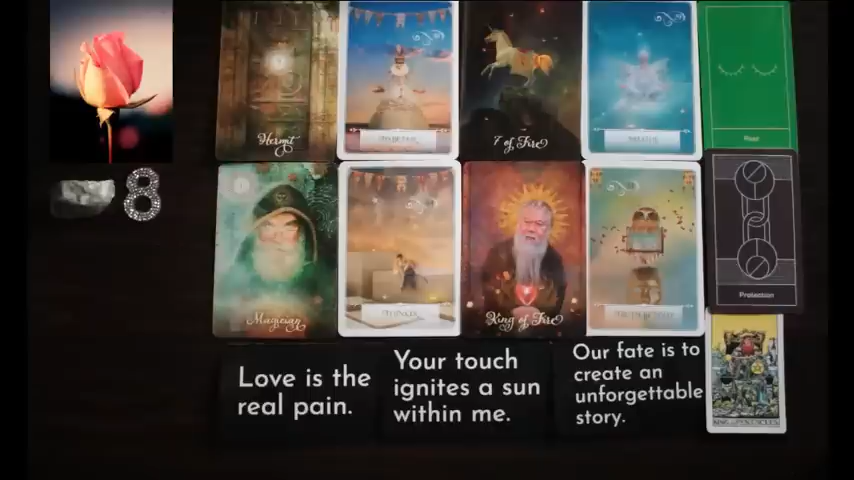 Hermit
7 of Fire
BREATHE
Rest
8
Magician
King of Fire
Protection
Love is the
real pain.
Your touch
ignites a sun
within me.
Our fate is to
create an
unforgettable
story.
KING of PENTACLES